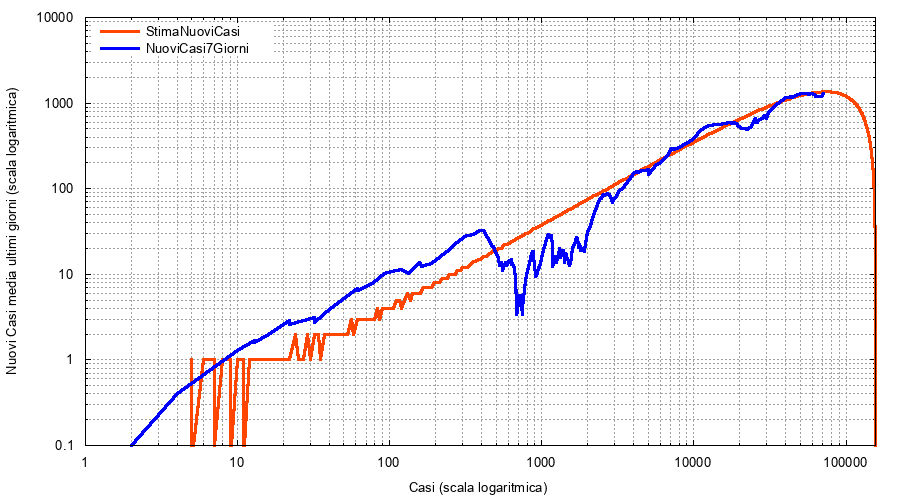 10000
1000
100
10
1
0.1
Nuovi Casi media ultimi giorni (scala logaritmica)
StimaNuoviCasi
NuoviCasi7Giorni
1 10 100 1000 10000 100000
Casi (scala logaritmica)